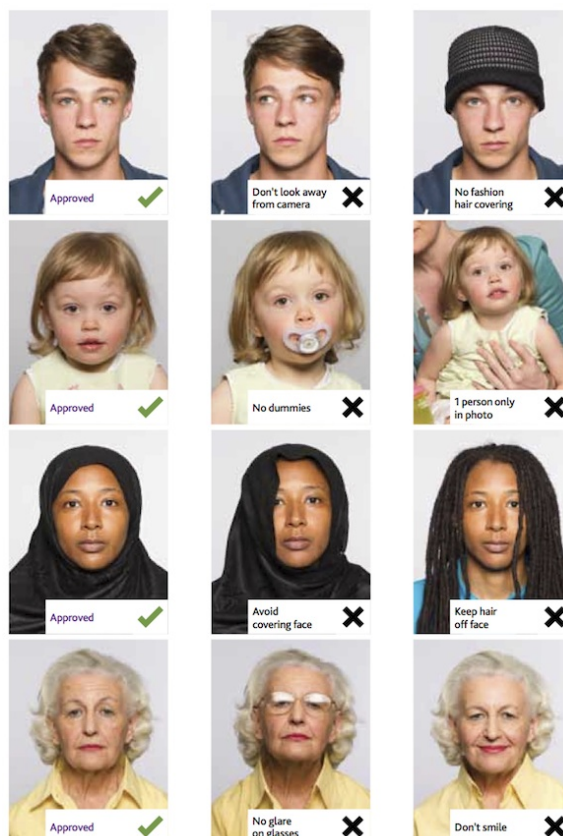 Approved
Don't look away
from camera
No fashion
hair covering
Approved
No dummies
1 person only
in photo
Approved
Avoid
covering face
Keep hair
off face
Approved
No glare
on glasses
Don't smile